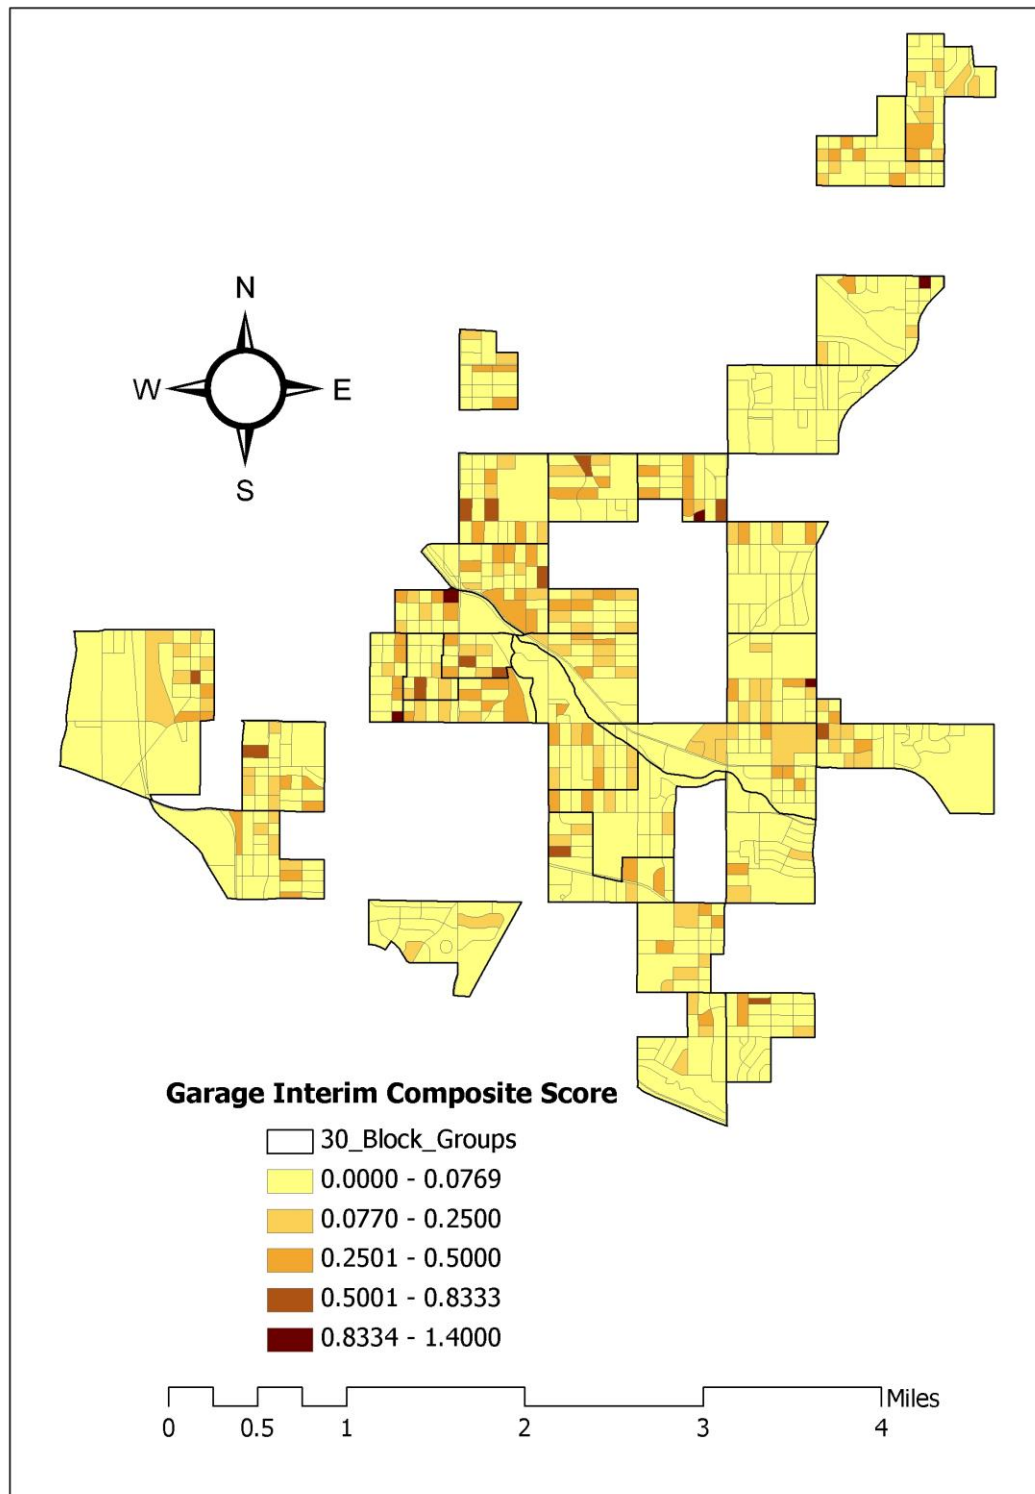 N
W E
S
Garage Interim Composite Score
30_Block_Groups
0.0000 - 0.0769
0.0770 - 0.2500
0.2501 - 0.5000
0.5001 - 0.8333
0.8334 - 1.4000
Miles
0 0.5 1 2 3 4